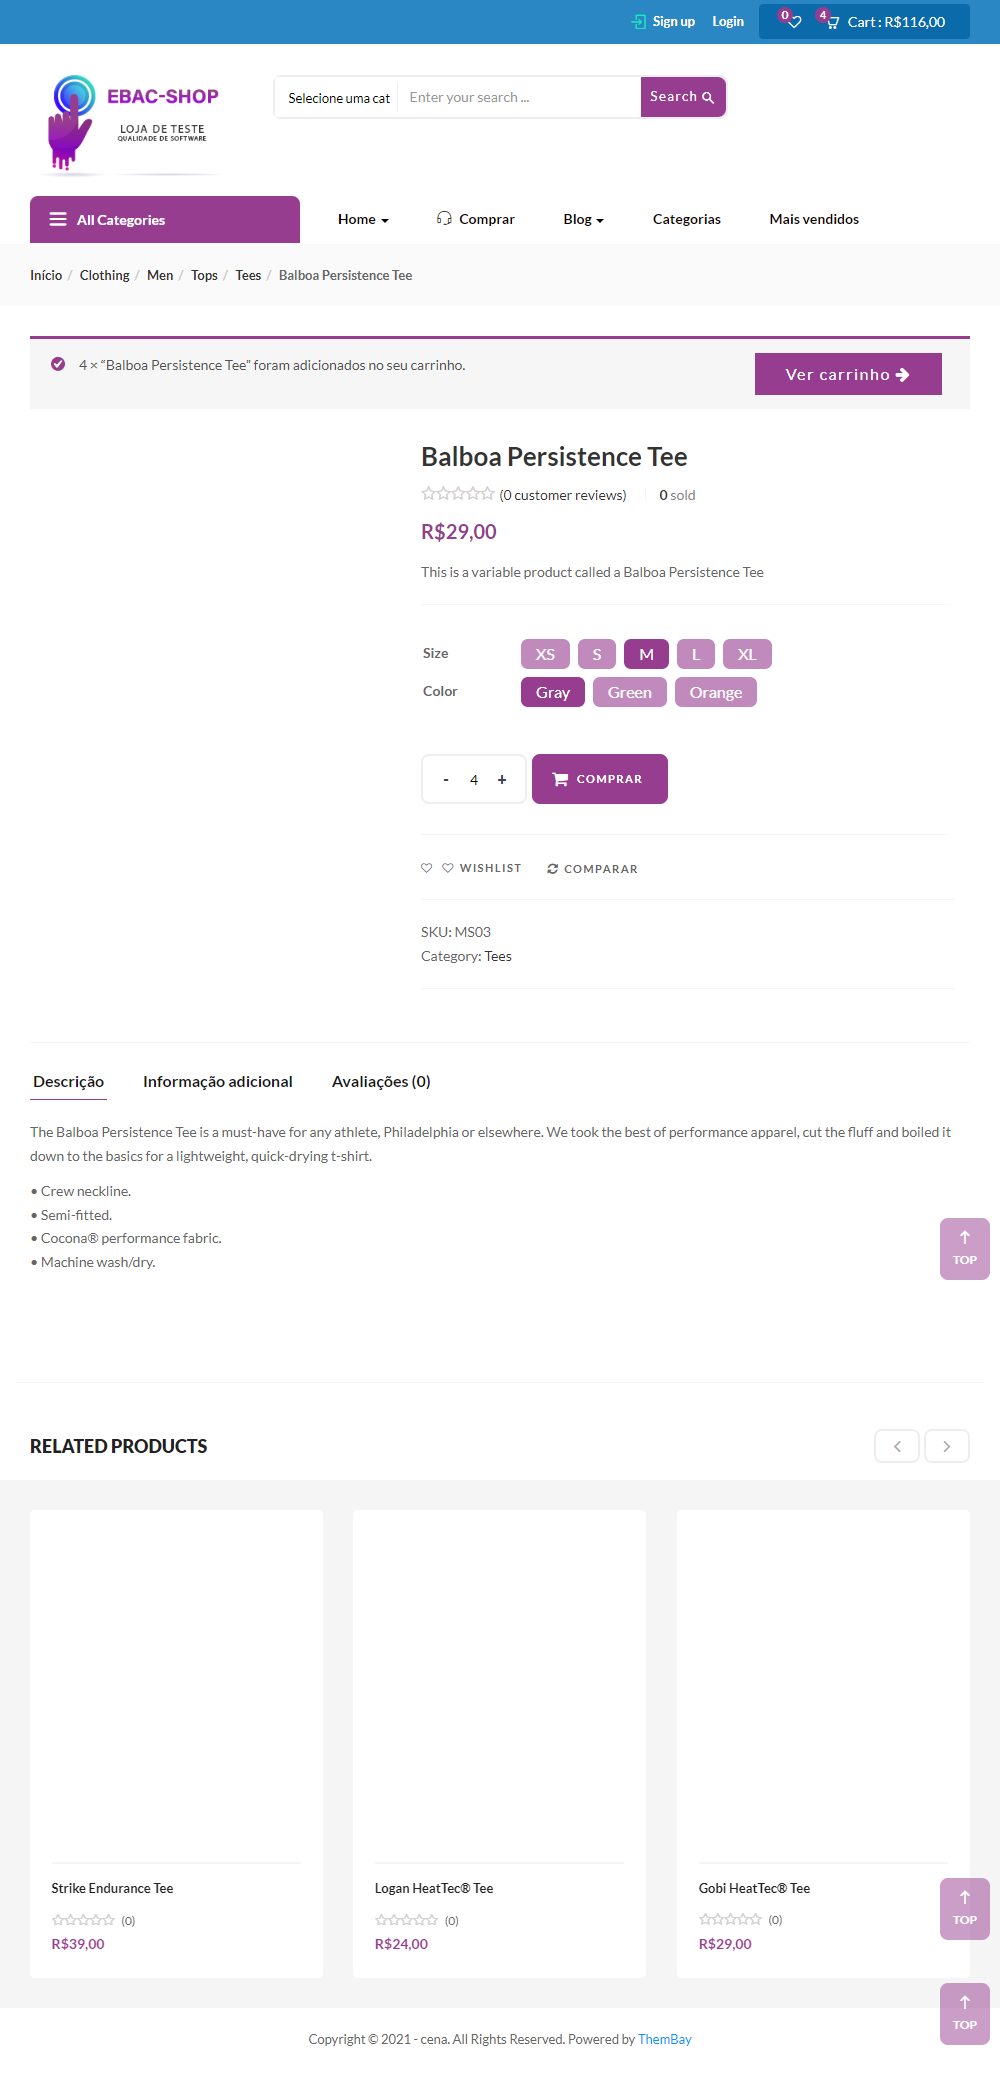 Sign up Login 0 4 Cart : R$116,00
EBAC-SHOP
LOJA DE TESTE
QUALIDADE DE SOFTWARE
Selecione uma cat Enter your search ... Search
All Categories Home Comprar Blog Categorias Mais vendidos
Início / Clothing / Men / Tops / Tees / Balboa Persistence Tee
4 × “Balboa Persistence Tee” foram adicionados no seu carrinho. Ver carrinho
Balboa Persistence Tee
(0 customer reviews) 0 sold
R$29,00
This is a variable product called a Balboa Persistence Tee
Size XS S M L XL
Color Gray Green Orange
- 4 + COMPRAR
WISHLIST COMPARAR
SKU: MS03
Category: Tees
Descrição Informação adicional Avaliações (0)
The Balboa Persistence Tee is a must-have for any athlete, Philadelphia or elsewhere. We took the best of performance apparel, cut the fluff and boiled it
down to the basics for a lightweight, quick-drying t-shirt.
• Crew neckline.
• Semi-fitted.
• Cocona® performance fabric.
• Machine wash/dry.
TOP
RELATED PRODUCTS
Strike Endurance Tee Logan HeatTec® Tee Gobi HeatTec® Tee
(0) (0) (0)
TOP
R$39,00 R$24,00 R$29,00
TOP
Copyright © 2021 - cena. All Rights Reserved. Powered by ThemBay